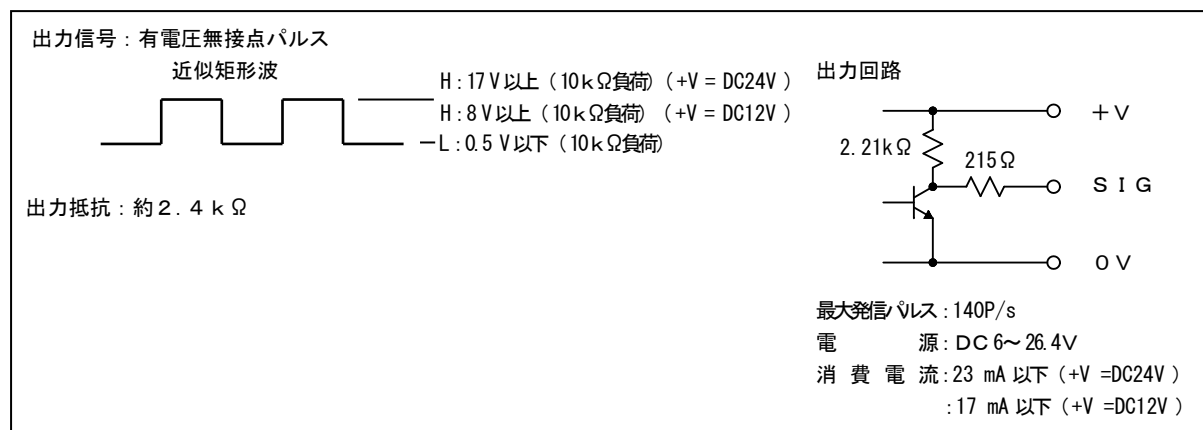 出力信号：有電圧無接点パルス
近似矩形波
H：17V以上（10kΩ負荷)（+V = DC24V ）
H：8V以上（10kΩ負荷)（+V = DC12V ）
L：0.5 V以下（10kΩ負荷）
出力抵抗：約２．４ｋΩ
出力回路
2.21kΩ
215Ω
＋V
ＳＩＧ
０V
最大発信パルス：140P/s
電　　源：DC 6～26.4V
消 費 電 流：23 mA 以下（+V =DC24V ）
：17 mA 以下（+V =DC12V ）